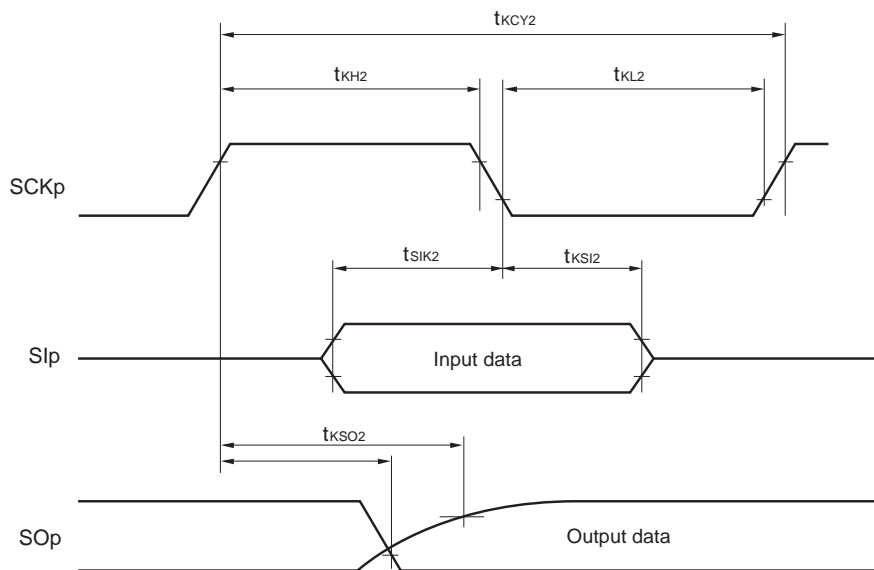 tKCY2
tKH2
tKL2
SCKp
tSIK2
tKSI2
SIp
Input data
tKSO2
SOp
Output data